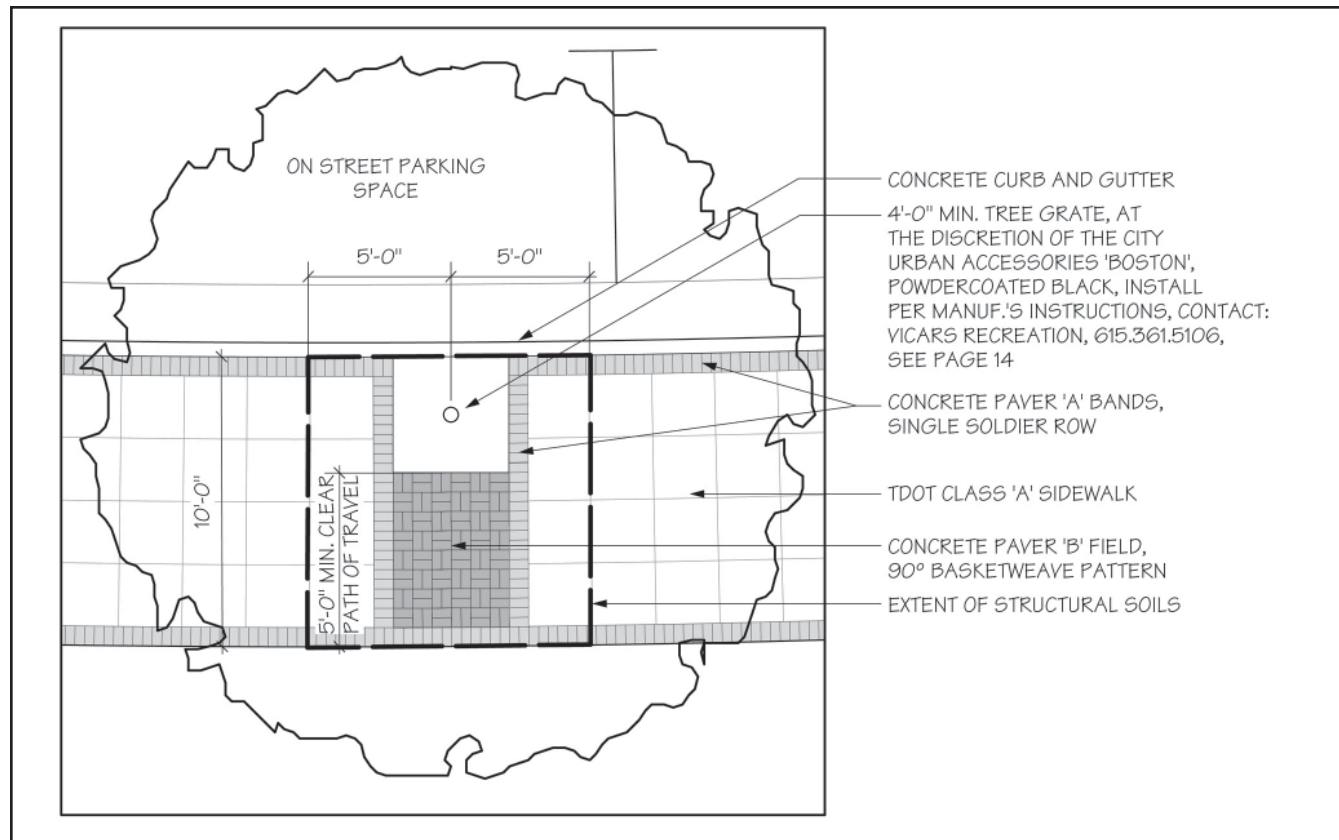 ON STREET PARKING
SPACE
5'-0"
5'-0"
10'-0"
5'-0" MIN. CLEAR
PATH OF TRAVEL
CONCRETE CURB AND GUTTER
4'-0" MIN. TREE GRATE, AT
THE DISCRETION OF THE CITY
URBAN ACCESSORIES 'BOSTON',
POWDERCOATED BLACK, INSTALL
PER MANUF.'S INSTRUCTIONS, CONTACT:
VICARS RECREATION, 615.361.5106,
SEE PAGE 14
CONCRETE PAVER 'A' BANDS,
SINGLE SOLDIER ROW
TDOT CLASS 'A' SIDEWALK
CONCRETE PAVER 'B' FIELD,
90° BASKETWEAVE PATTERN
EXTENT OF STRUCTURAL SOILS